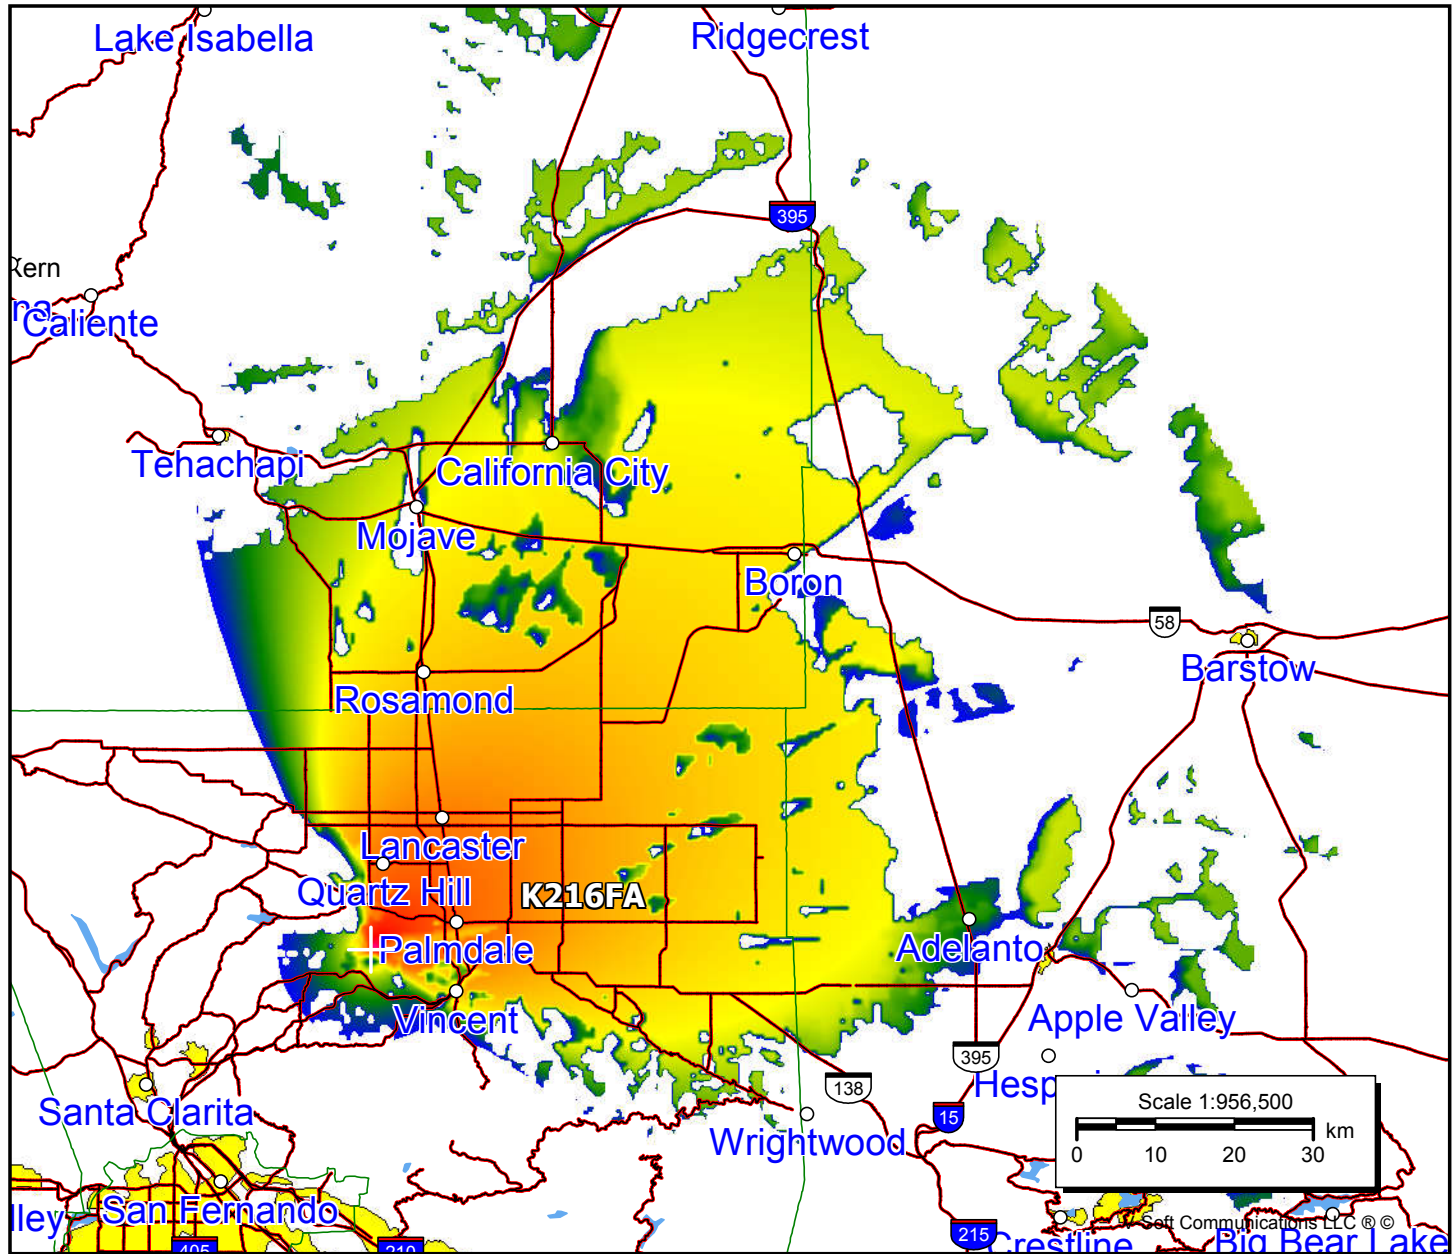 Lake Isabella
Ridgecrest
395
Kern
Caliente
Tehachapi
California City
Mojave
Boron
58
Barstow
Rosamond
Lancaster
Quartz Hill
K216FA
Palmdale
Adelanto
Vincent
Apple Valley
395
138
Hesp
15
Scale 1:956,500
km
0 10 20 30
Santa Clarita
Wrightwood
San Fernando
lley
V-Soft Communications LLC ® ©
215
Crestline
Big Bear Lake
405
210